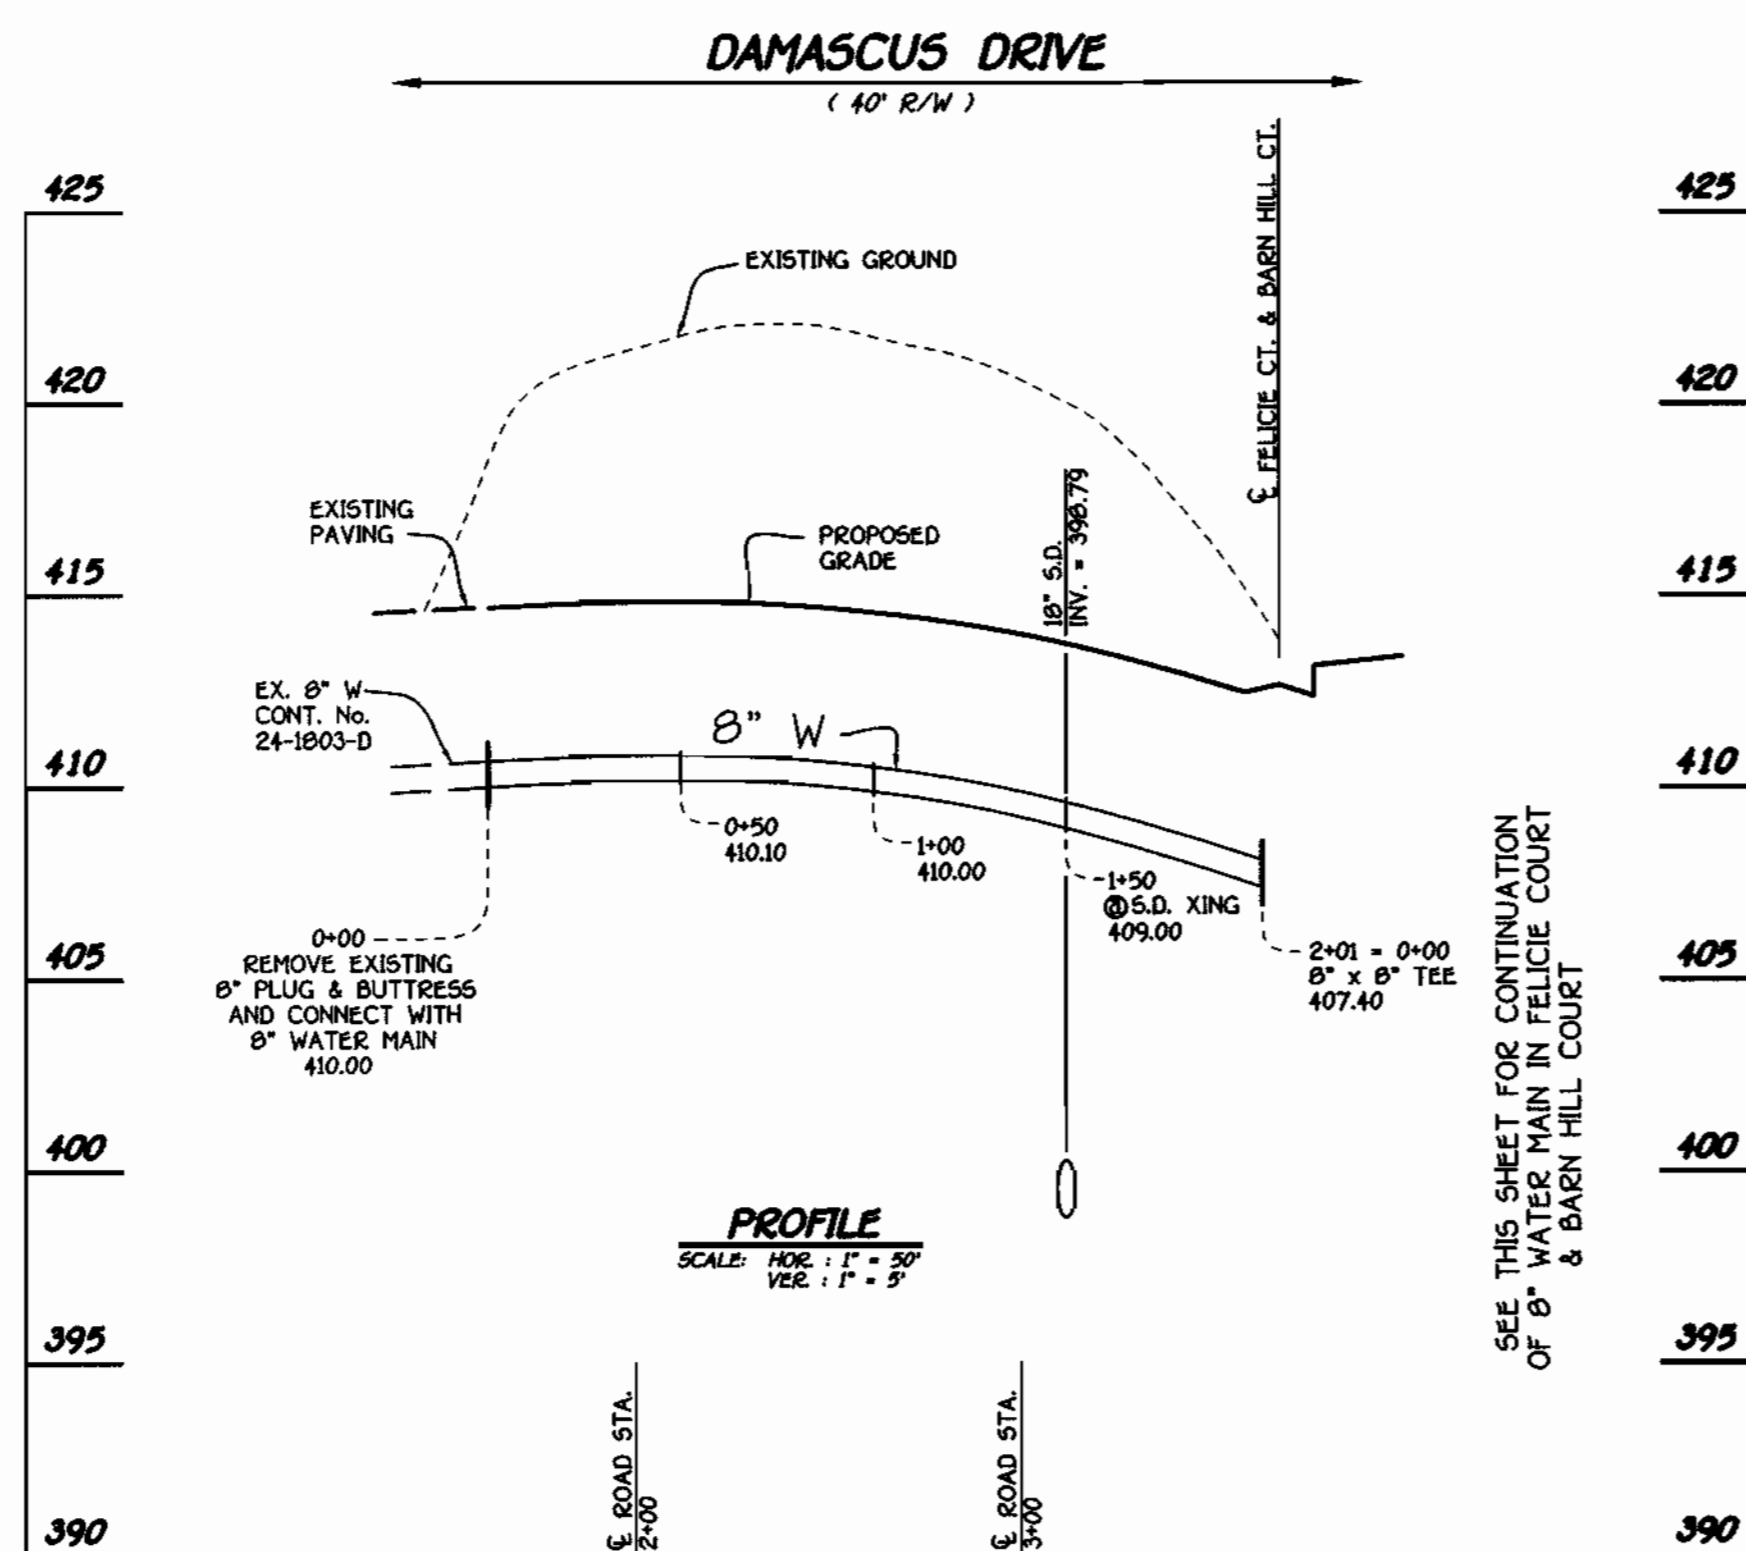 DAMASCUS DRIVE
( 40' R/W )
425
425
℄ FELICIE CT. & BARN HILL CT.
EXISTING GROUND
420
420
EXISTING
PAVING
PROPOSED
GRADE
18" S.D.
INV. = 398.79
415
415
EX. 8" W
CONT. No.
24-1803-D
8" W
410
410
0+50
410.10
1+00
410.00
1+50
@ S.D. XING
409.00
0+00
REMOVE EXISTING
8" PLUG & BUTTRESS
AND CONNECT WITH
8" WATER MAIN
410.00
2+01 = 0+00
8" x 8" TEE
407.40
405
405
SEE THIS SHEET FOR CONTINUATION
OF 8" WATER MAIN IN FELICIE COURT
& BARN HILL COURT
400
400
PROFILE
SCALE: HOR. : 1" = 50'
VER. : 1" = 5'
395
395
℄ ROAD STA.
2+00
℄ ROAD STA.
3+00
390
390